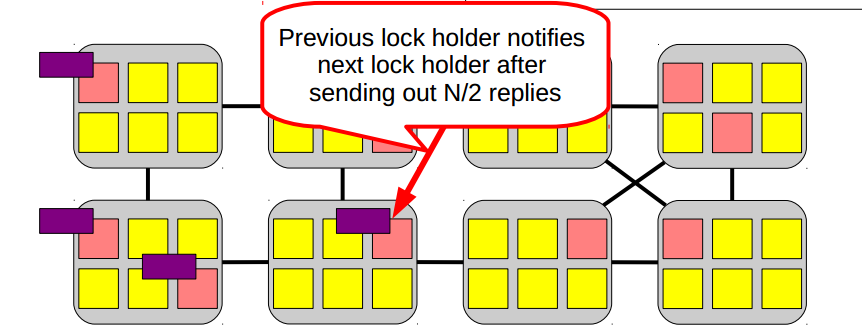 Previous lock holder notifies
next lock holder after
sending out N/2 replies